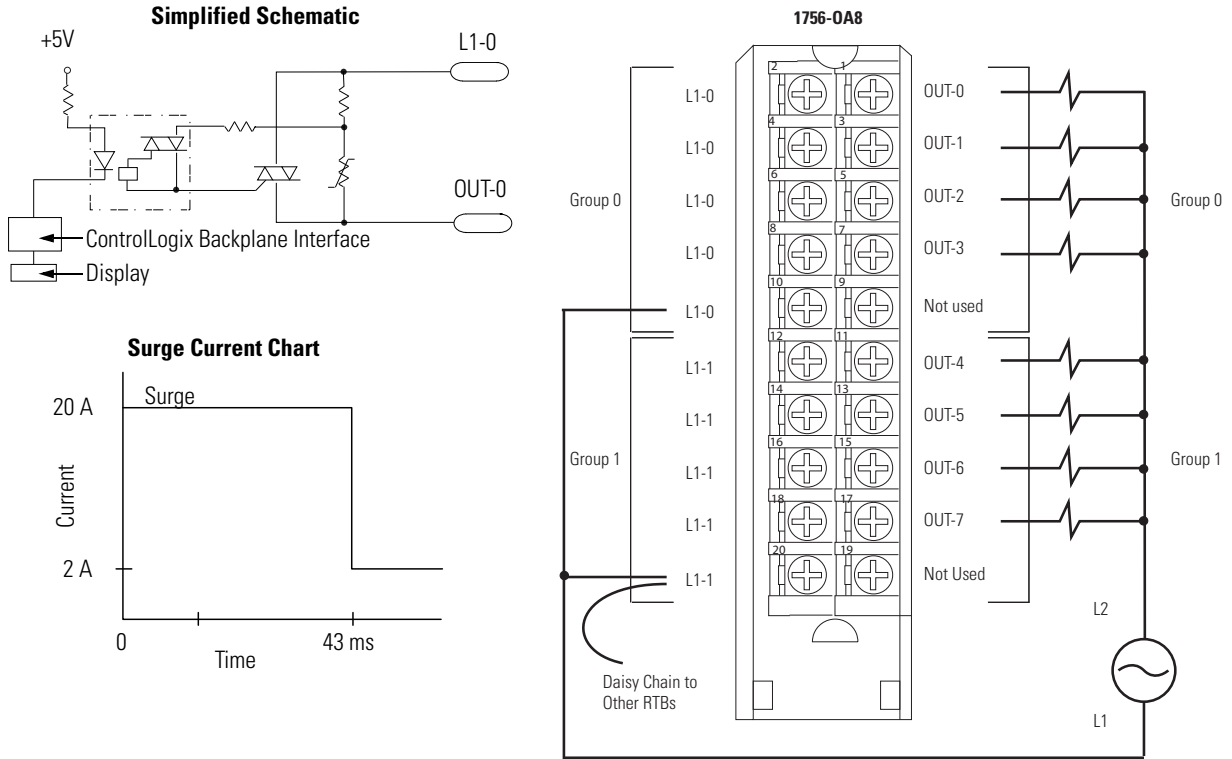 Simplified Schematic
+5V
L1-0
OUT-0
ControlLogix Backplane Interface
Display
Surge Current Chart
Surge
20 A
Current
2 A
0
43 ms
Time
1756-OA8
2 1
L1-0 OUT-0
4 3
L1-0 OUT-1
6 5
Group 0 L1-0 OUT-2 Group 0
8 7
L1-0 OUT-3
10 9
L1-0 Not used
12 11
L1-1 OUT-4
14 13
L1-1 OUT-5
16 15
Group 1 L1-1 OUT-6 Group 1
18 17
L1-1 OUT-7
20 19
L1-1 Not Used
L2
Daisy Chain to
Other RTBs
L1